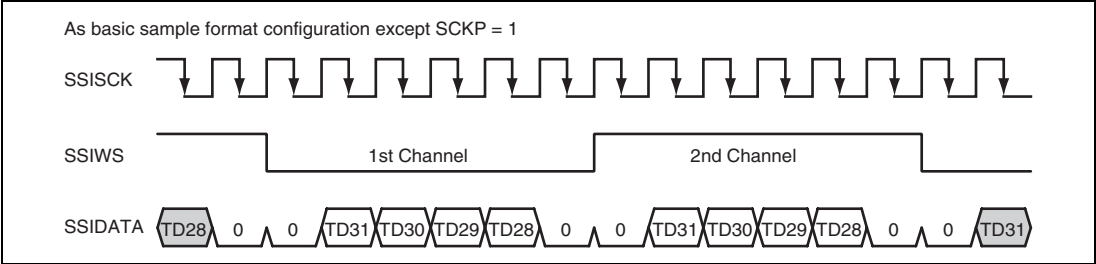 As basic sample format configuration except SCKP = 1
SSISCK
SSIWS 1st Channel 2nd Channel
SSIDATA TD28 0 0 TD31 TD30 TD29 TD28 0 0 TD31 TD30 TD29 TD28 0 0 TD31